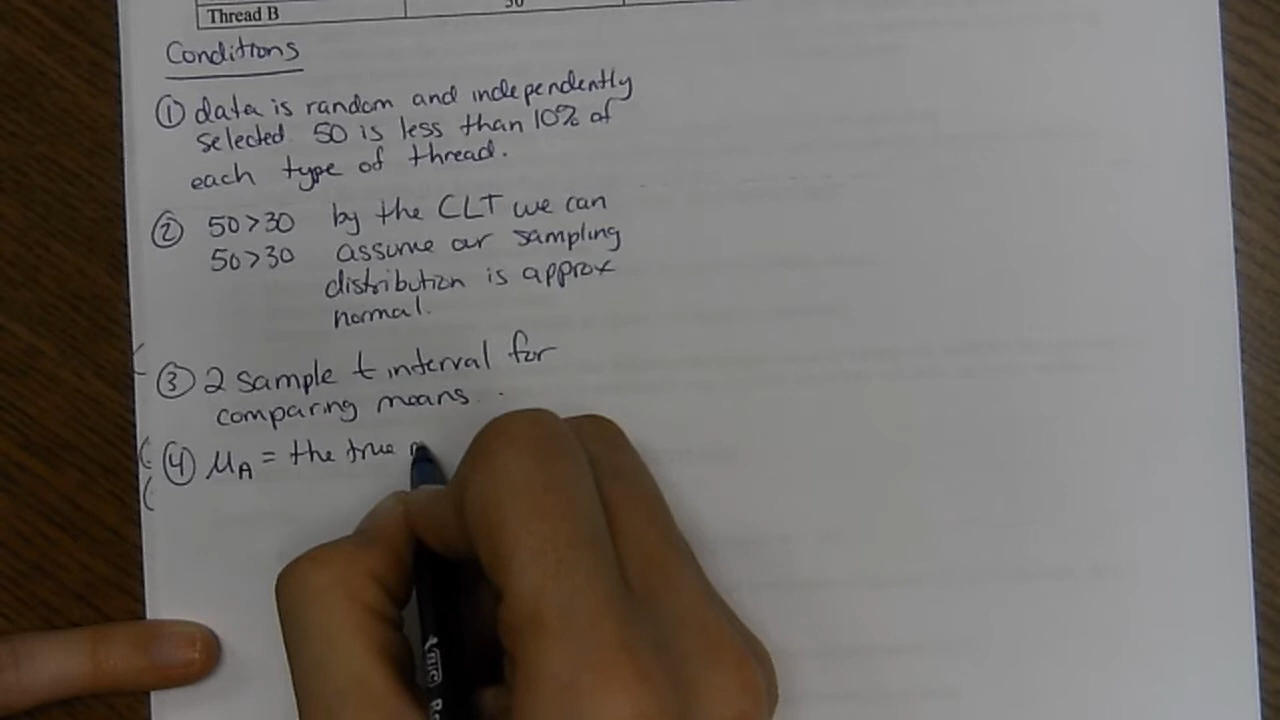 Thread B
Conditions
① data is random and independently
selected. 50 is less than 10% of
each type of thread.
② 50>30 by the CLT we can
50>30 assume our sampling
distribution is approx
normal.
③ 2 sample t interval for
comparing means.
④ μA = the true